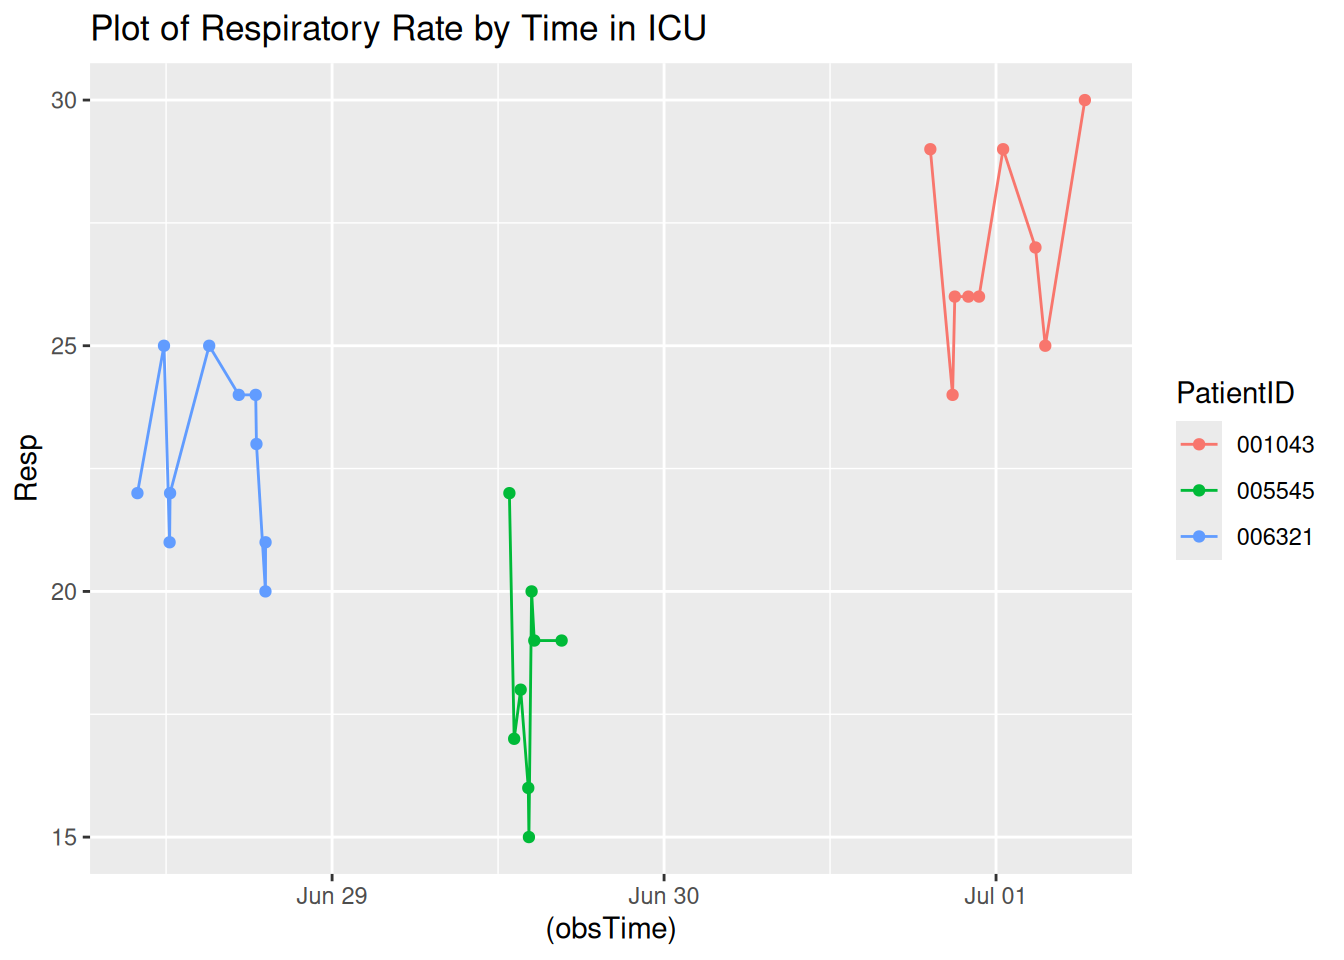 Plot of Respiratory Rate by Time in ICU
30
25
20
15
Resp
Jun 29
Jun 30
Jul 01
(obsTime)
PatientID
001043
005545
006321